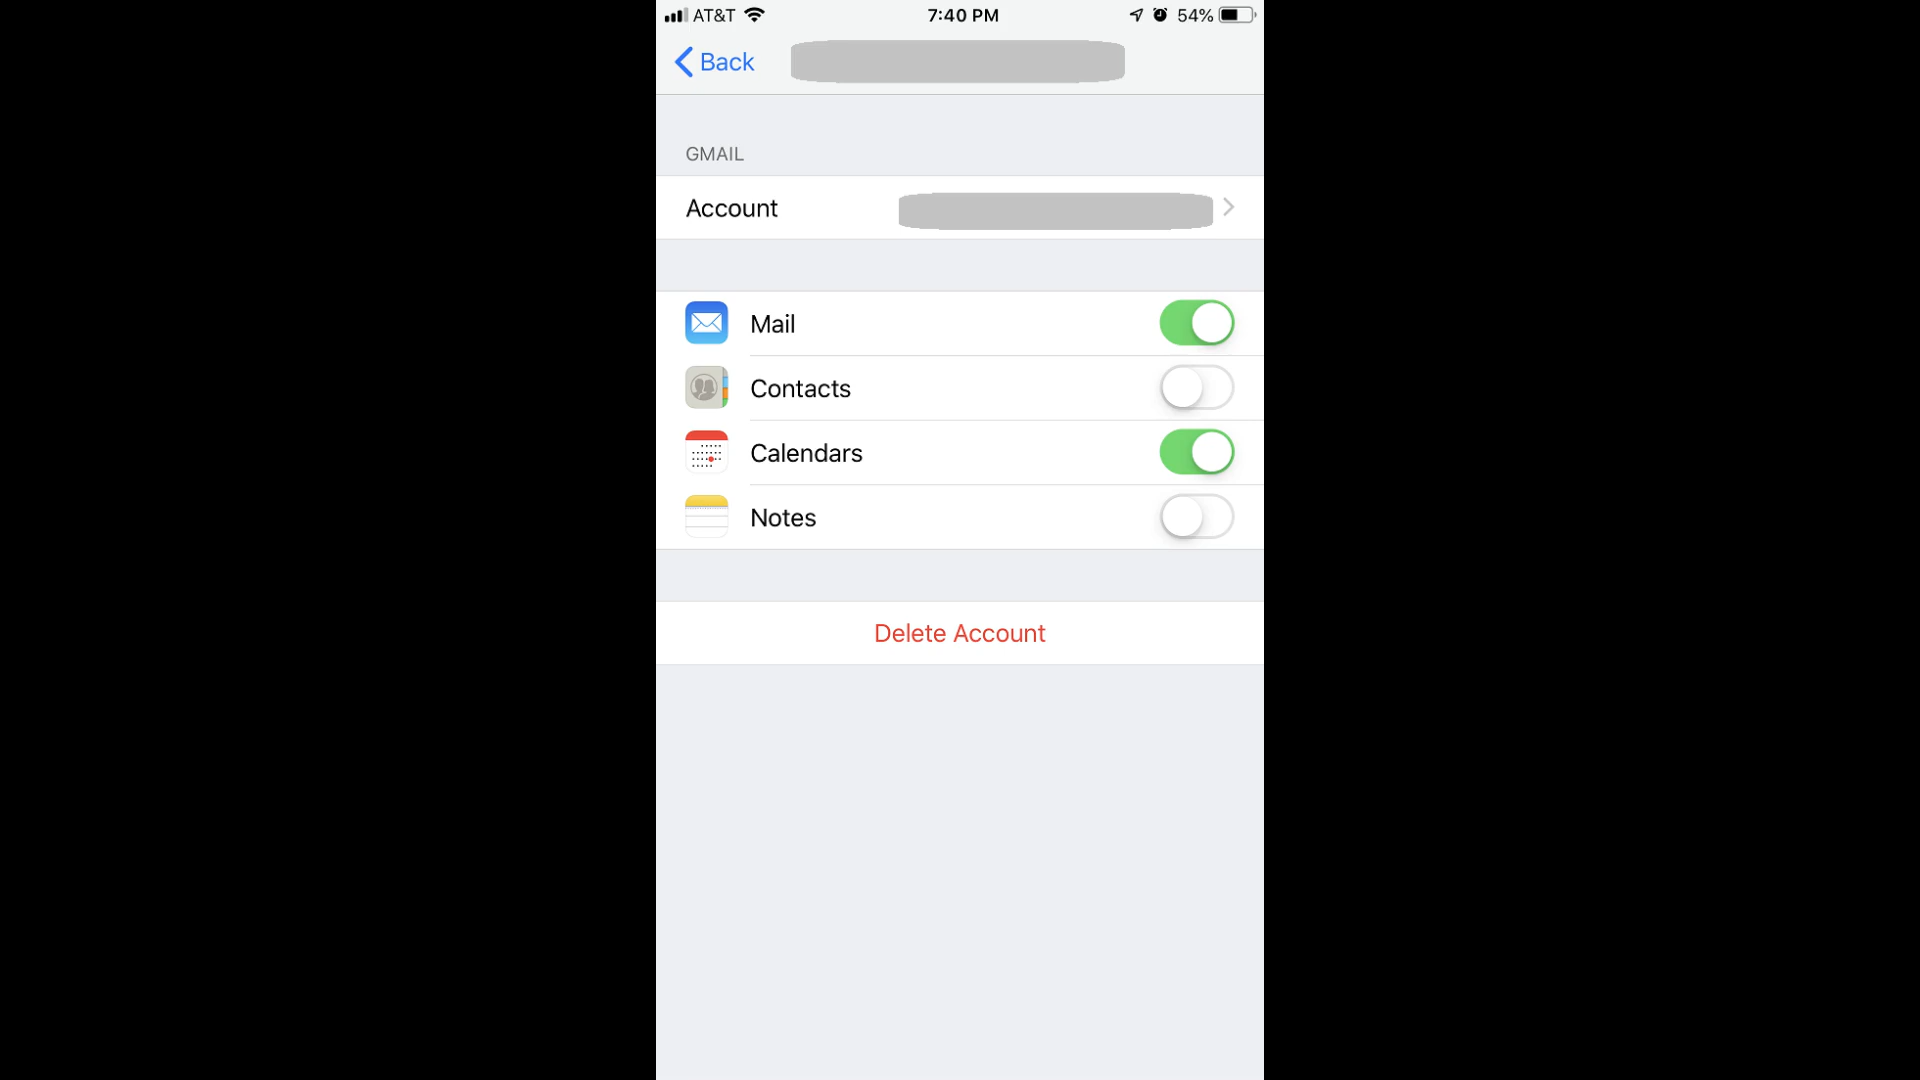 AT&T 7:40 PM 54%
Back
GMAIL
Account
Mail
Contacts
Calendars
Notes
Delete Account